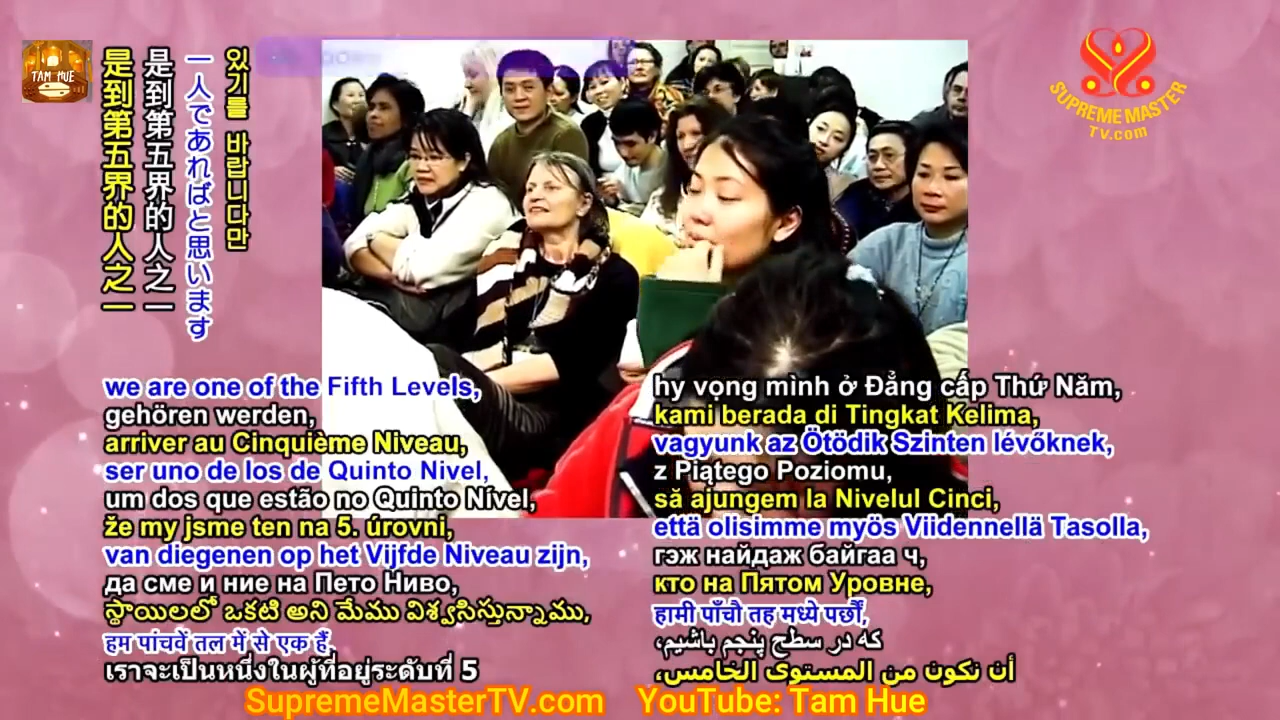 TAM HUE
있기를 바랍니다만
一人であればと思います
是到第五界的人之一
是到第五界的人之一
SUPREME MASTER
TV.com
we are one of the Fifth Levels,
gehören werden,
arriver au Cinquième Niveau,
ser uno de los de Quinto Nivel,
um dos que estão no Quinto Nível,
že my jsme ten na 5. úrovni,
van diegenen op het Vijfde Niveau zijn,
да сме и ние на Пето Ниво,
స్థాయిలలో ఒకటి అని మేము విశ్వసిస్తున్నాము,
हम पांचवें तल में से एक हैं,
เราจะเป็นหนึ่งในผู้ที่อยู่ระดับที่ 5
hy vọng mình ở Đẳng cấp Thứ Năm,
kami berada di Tingkat Kelima,
vagyunk az Ötödik Szinten lévőknek,
z Piątego Poziomu,
să ajungem la Nivelul Cinci,
että olisimme myös Viidennellä Tasolla,
гэж найдаж байгаа ч,
кто на Пятом Уровне,
हामी पाँचौ तह मध्ये पर्छौं,
که در سطح پنجم باشیم،
أن نكون من المستوى الخامس،
SupremeMasterTV.com YouTube: Tam Hue